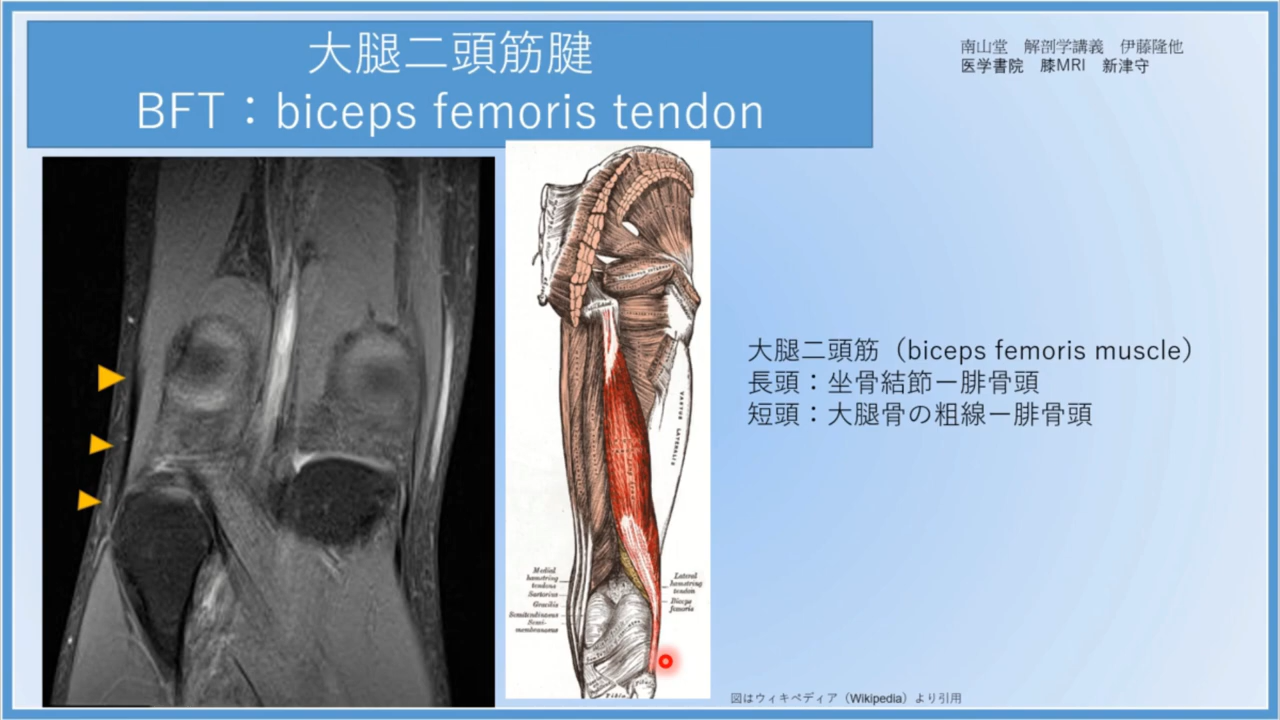 大腿二頭筋腱
BFT：biceps femoris tendon
南山堂　解剖学講義　伊藤隆他
医学書院　膝MRI　新津守
大腿二頭筋（biceps femoris muscle）
長頭：坐骨結節ー腓骨頭
短頭：大腿骨の粗線ー腓骨頭
VASTUS LATERALIS
Medial
hamstring
tendons
Sartorius
Gracilis
Semitendinosus
Semi-
membranosus
Lateral
hamstring
tendon
Biceps
femoris
図はウィキペディア（Wikipedia）より引用